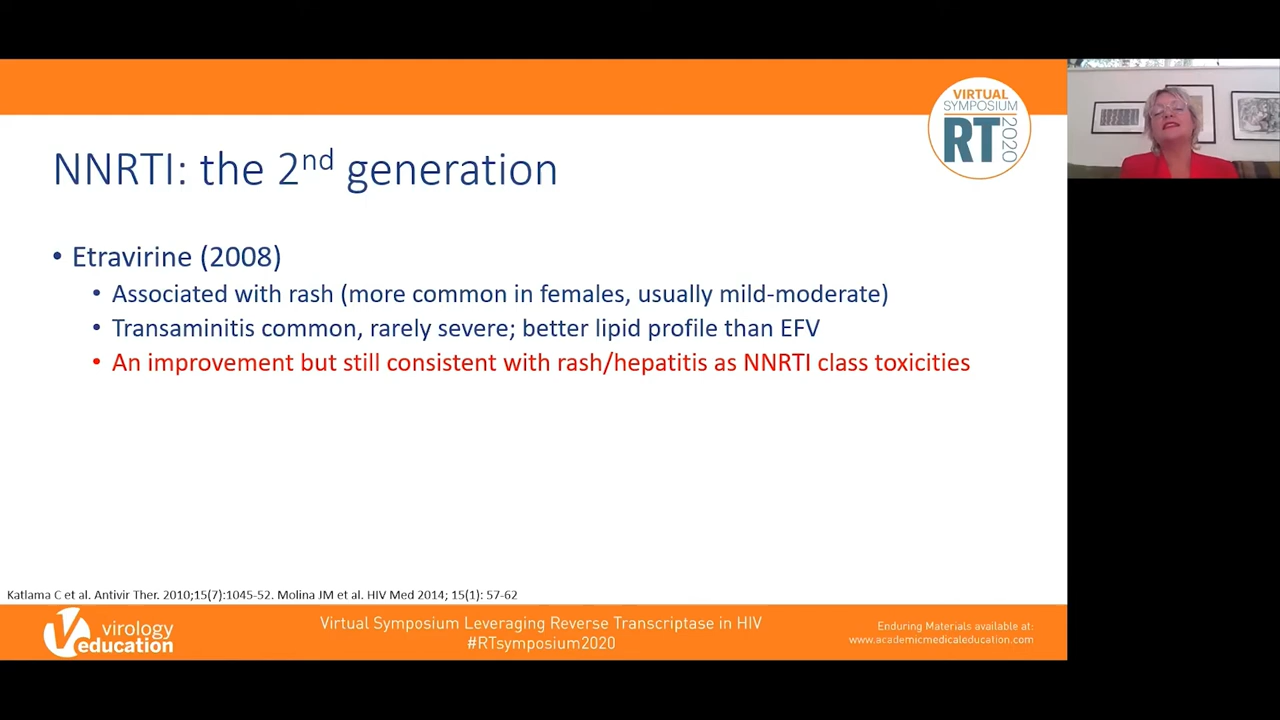 VIRTUAL
SYMPOSIUM
RT 2020
NNRTI: the 2nd generation
• Etravirine (2008)
• Associated with rash (more common in females, usually mild-moderate)
• Transaminitis common, rarely severe; better lipid profile than EFV
• An improvement but still consistent with rash/hepatitis as NNRTI class toxicities
Katlama C et al. Antivir Ther. 2010;15(7):1045-52. Molina JM et al. HIV Med 2014; 15(1): 57-62
virology
education
Virtual Symposium Leveraging Reverse Transcriptase in HIV
#RTsymposium2020
Enduring Materials available at:
www.academicmedicaleducation.com